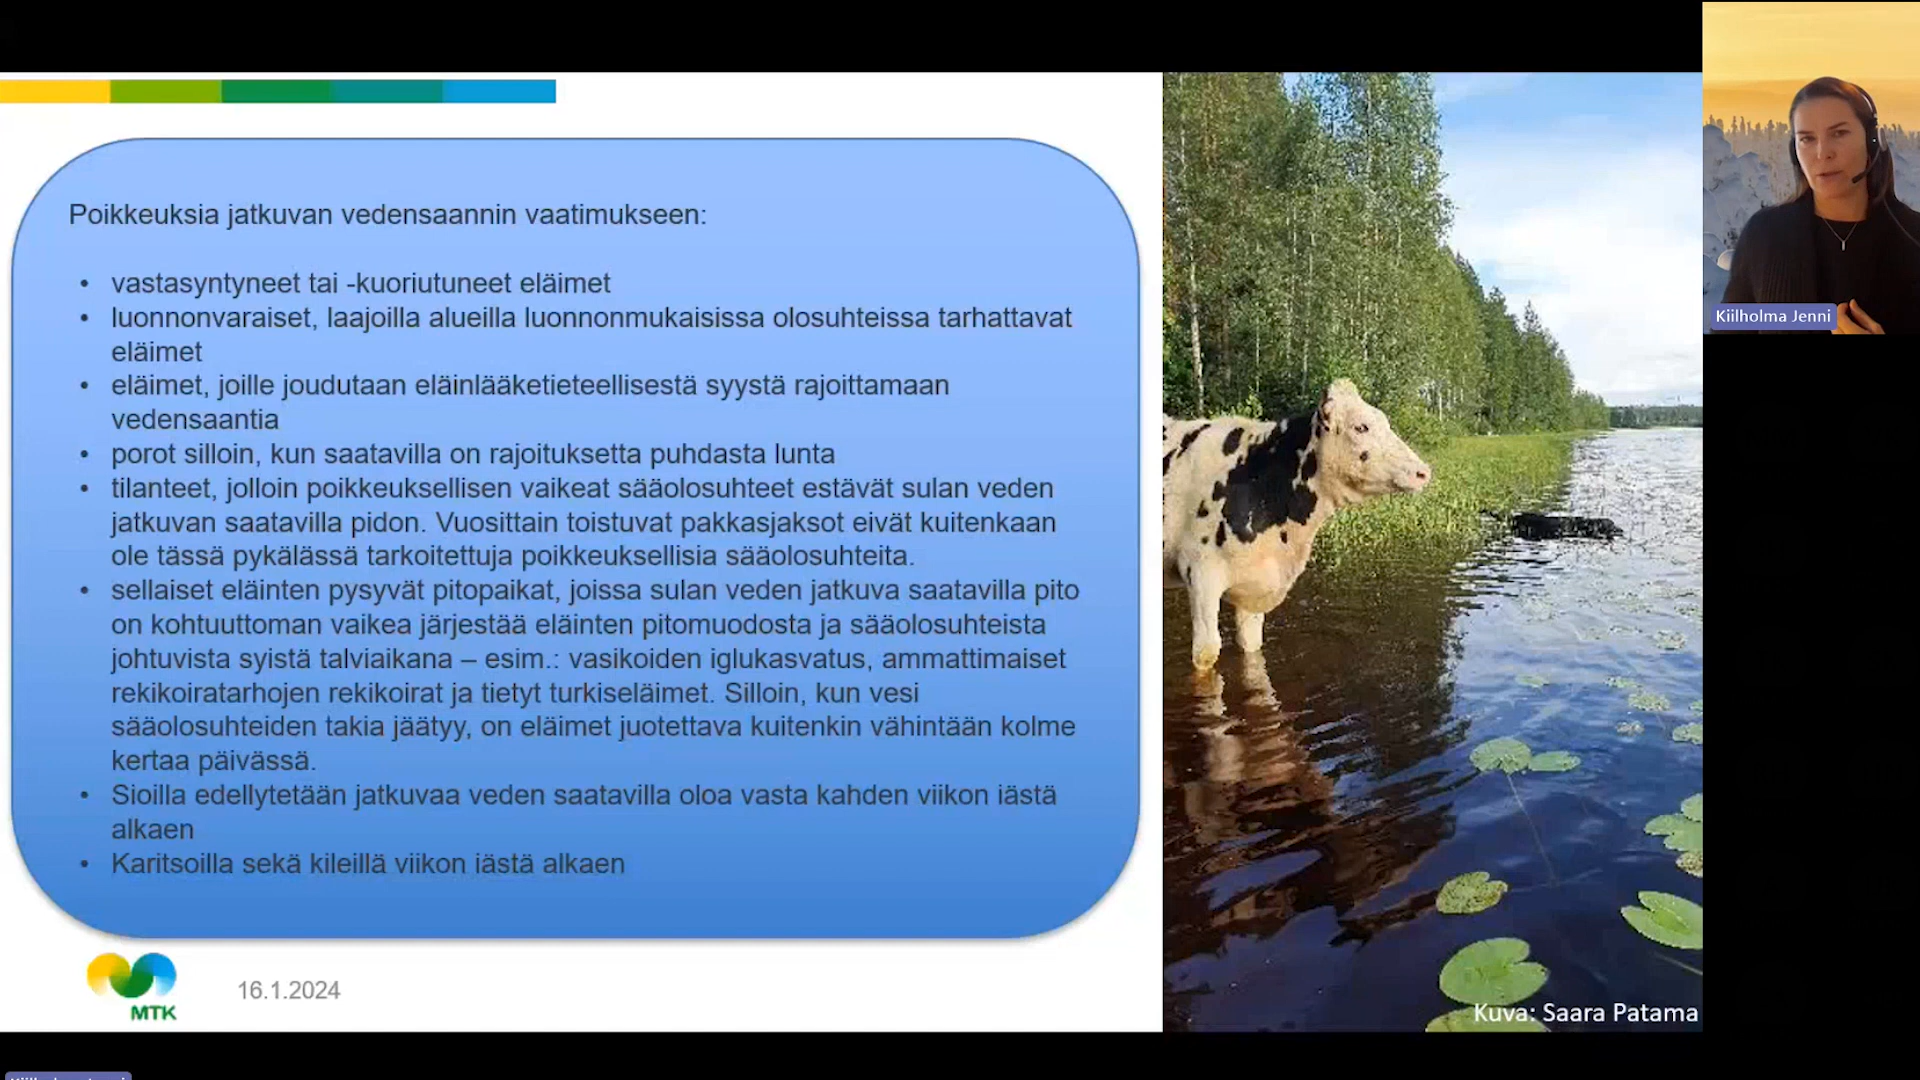 Poikkeuksia jatkuvan vedensaannin vaatimukseen:
• vastasyntyneet tai -kuoriutuneet eläimet
• luonnonvaraiset, laajoilla alueilla luonnonmukaisissa olosuhteissa tarhattavat
eläimet
• eläimet, joille joudutaan eläinlääketieteellisestä syystä rajoittamaan
vedensaantia
• porot silloin, kun saatavilla on rajoituksetta puhdasta lunta
• tilanteet, jolloin poikkeuksellisen vaikeat sääolosuhteet estävät sulan veden
jatkuvan saatavilla pidon. Vuosittain toistuvat pakkasjaksot eivät kuitenkaan
ole tässä pykälässä tarkoitettuja poikkeuksellisia sääolosuhteita.
• sellaiset eläinten pysyvät pitopaikat, joissa sulan veden jatkuva saatavilla pito
on kohtuuttoman vaikea järjestää eläinten pitomuodosta ja sääolosuhteista
johtuvista syistä talviaikana – esim.: vasikoiden iglukasvatus, ammattimaiset
rekikoiratarhojen rekikoirat ja tietyt turkiseläimet. Silloin, kun vesi
sääolosuhteiden takia jäätyy, on eläimet juotettava kuitenkin vähintään kolme
kertaa päivässä.
• Sioilla edellytetään jatkuvaa veden saatavilla oloa vasta kahden viikon iästä
alkaen
• Karitsoilla sekä kileillä viikon iästä alkaen
MTK
16.1.2024
Kuva: Saara Patama
Kiilholma Jenni